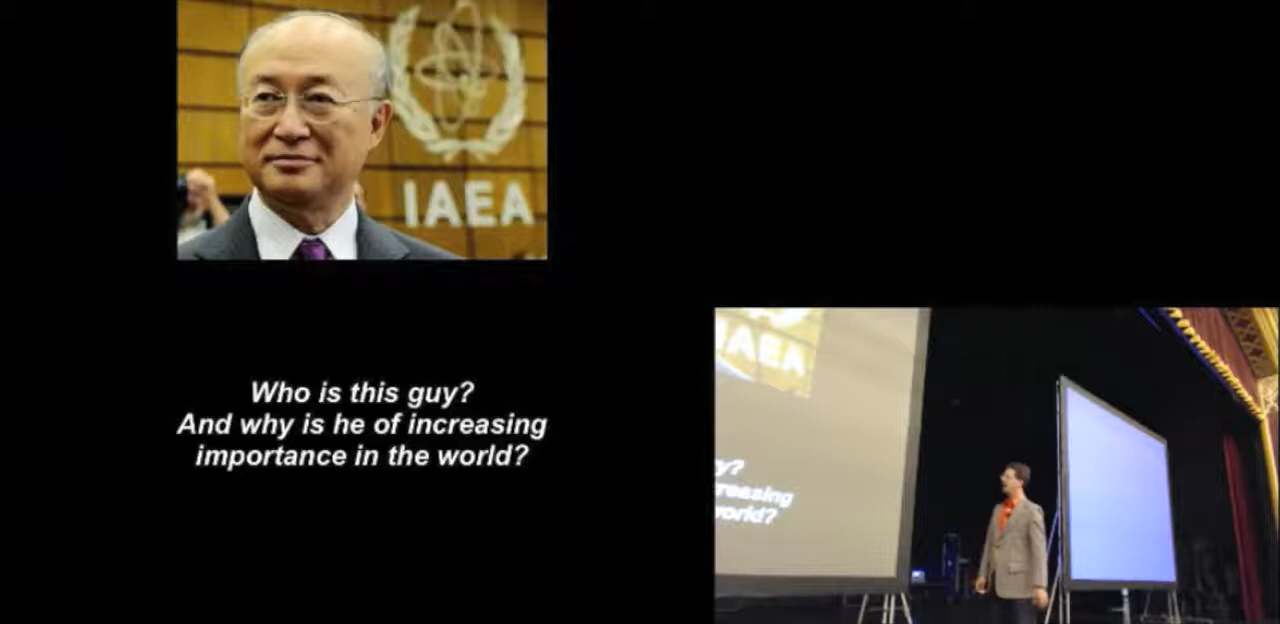 IAEA
Who is this guy?
And why is he of increasing
importance in the world?
IAEA
y?
reasing
world?